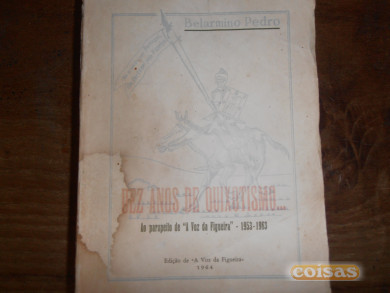 Belarmino Pedro
DEZ ANOS DE QUIXOTISMO...
Ao parapeito de "A Voz da Figueira" - 1953-1963
Edição de «A Voz da Figueira»
1964
coisas